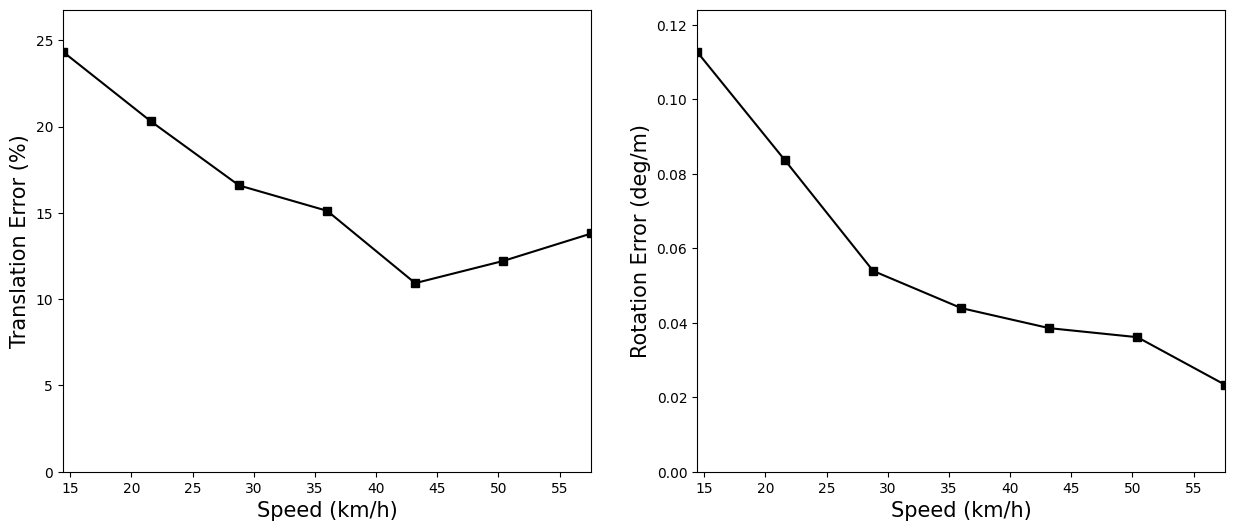 25
20
15
10
5
0
Translation Error (%)
15 20 25 30 35 40 45 50 55
Speed (km/h)
0.12
0.10
0.08
0.06
0.04
0.02
0.00
Rotation Error (deg/m)
15 20 25 30 35 40 45 50 55
Speed (km/h)